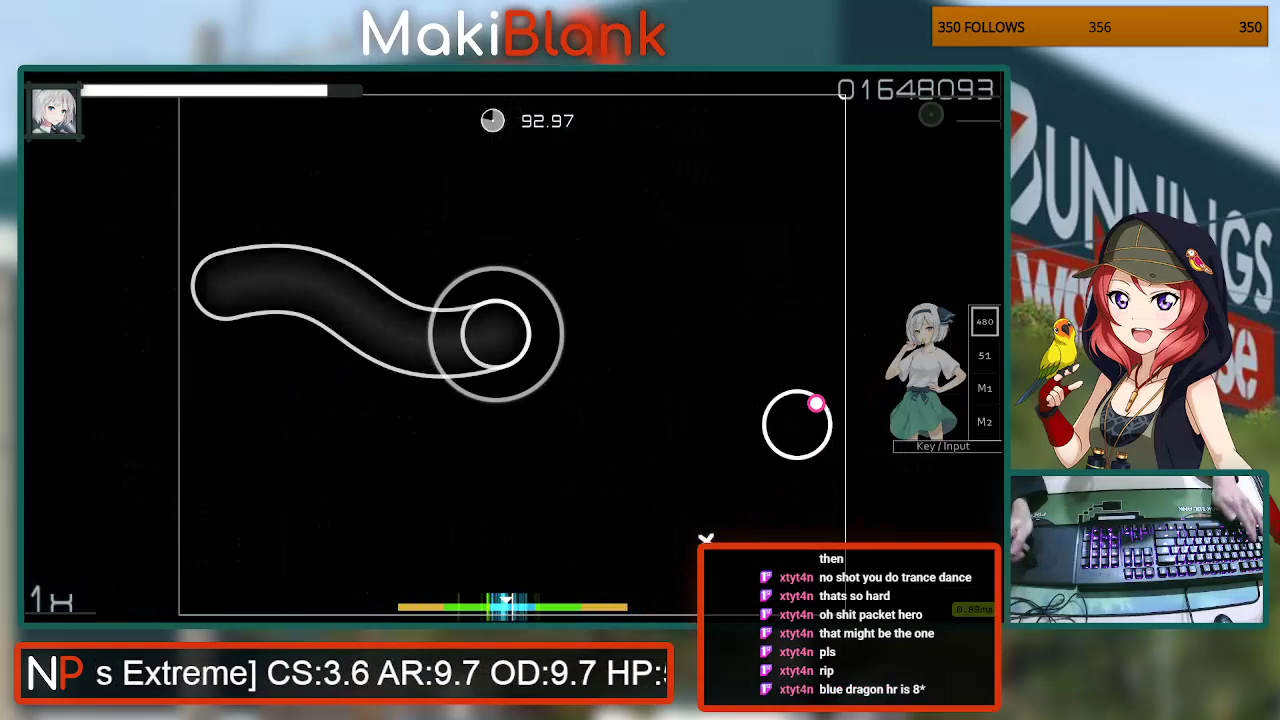 MakiBlank
350 FOLLOWS 356 350
01648093
92.97
480
51
M1
M2
Key / Input
1x
0.89ms
then
xtyt4n no shot you do trance dance
xtyt4n thats so hard
xtyt4n oh shit packet hero
xtyt4n that might be the one
xtyt4n pls
xtyt4n rip
xtyt4n blue dragon hr is 8*
NP s Extreme] CS:3.6 AR:9.7 OD:9.7 HP:
BUNNINGS